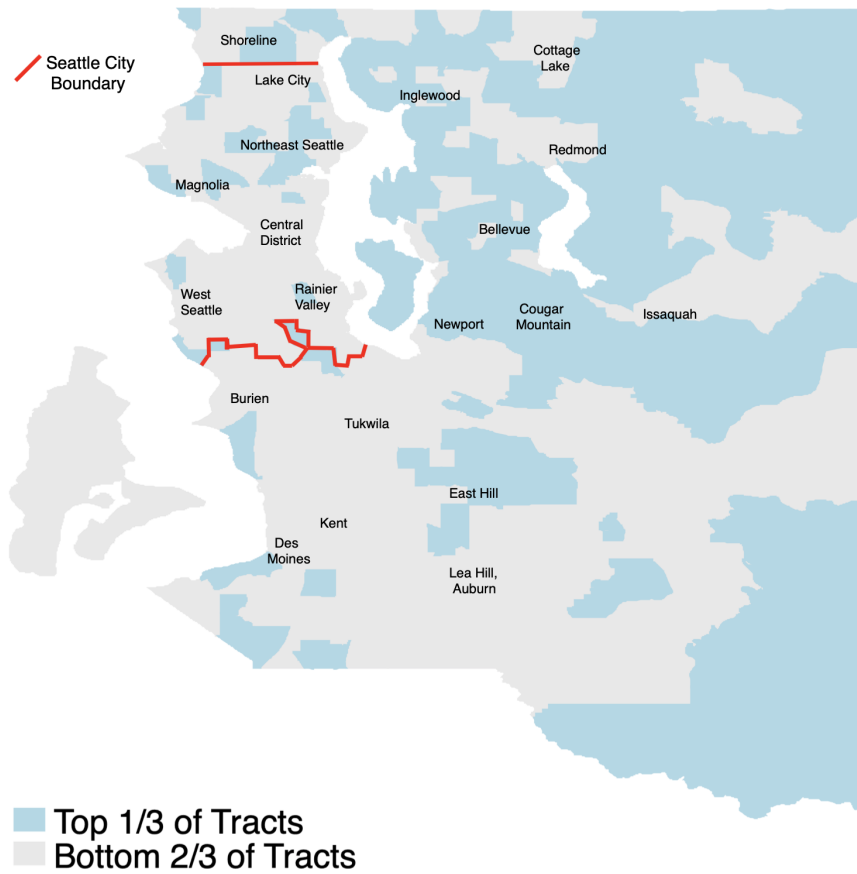 Seattle City
Boundary
Shoreline
Lake City
Cottage
Lake
Inglewood
Northeast Seattle
Redmond
Magnolia
Central
District
Bellevue
West
Seattle
Rainier
Valley
Newport
Cougar
Mountain
Issaquah
Burien
Tukwila
East Hill
Kent
Des
Moines
Lea Hill,
Auburn
Top 1/3 of Tracts
Bottom 2/3 of Tracts